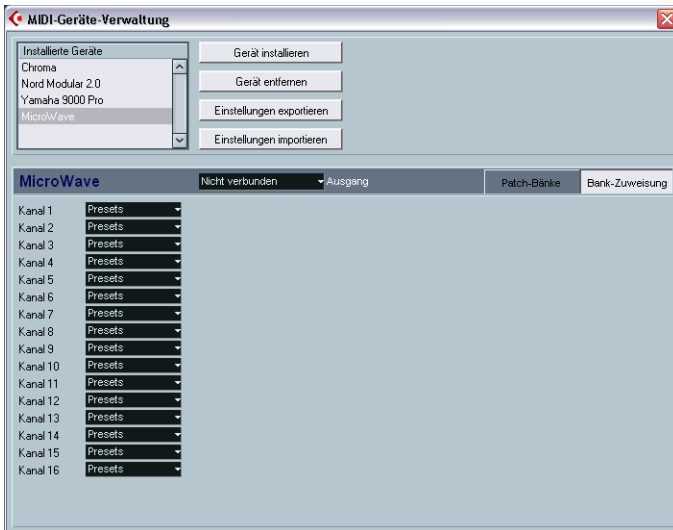 MIDI-Geräte-Verwaltung
Installierte Geräte
Chroma
Nord Modular 2.0
Yamaha 9000 Pro
MicroWave
Gerät installieren
Gerät entfernen
Einstellungen exportieren
Einstellungen importieren
MicroWave Nicht verbunden Ausgang Patch-Bänke Bank-Zuweisung
Kanal 1 Presets
Kanal 2 Presets
Kanal 3 Presets
Kanal 4 Presets
Kanal 5 Presets
Kanal 6 Presets
Kanal 7 Presets
Kanal 8 Presets
Kanal 9 Presets
Kanal 10 Presets
Kanal 11 Presets
Kanal 12 Presets
Kanal 13 Presets
Kanal 14 Presets
Kanal 15 Presets
Kanal 16 Presets